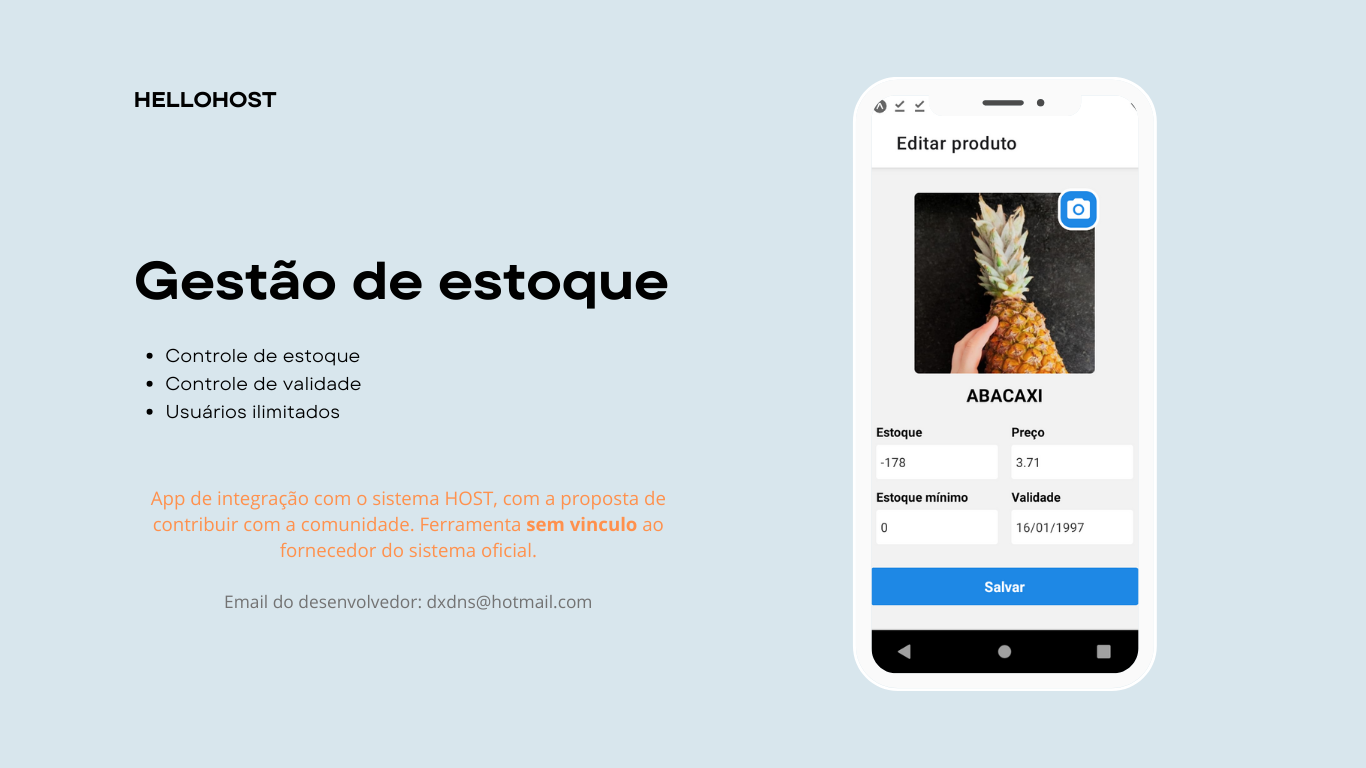 HELLOHOST
Gestão de estoque
Controle de estoque
Controle de validade
Usuários ilimitados
App de integração com o sistema HOST, com a proposta de
contribuir com a comunidade. Ferramenta sem vinculo ao
fornecedor do sistema oficial.
Email do desenvolvedor: dxdns@hotmail.com
Editar produto
ABACAXI
Estoque Preço
-178 3.71
Estoque mínimo Validade
0 16/01/1997
Salvar